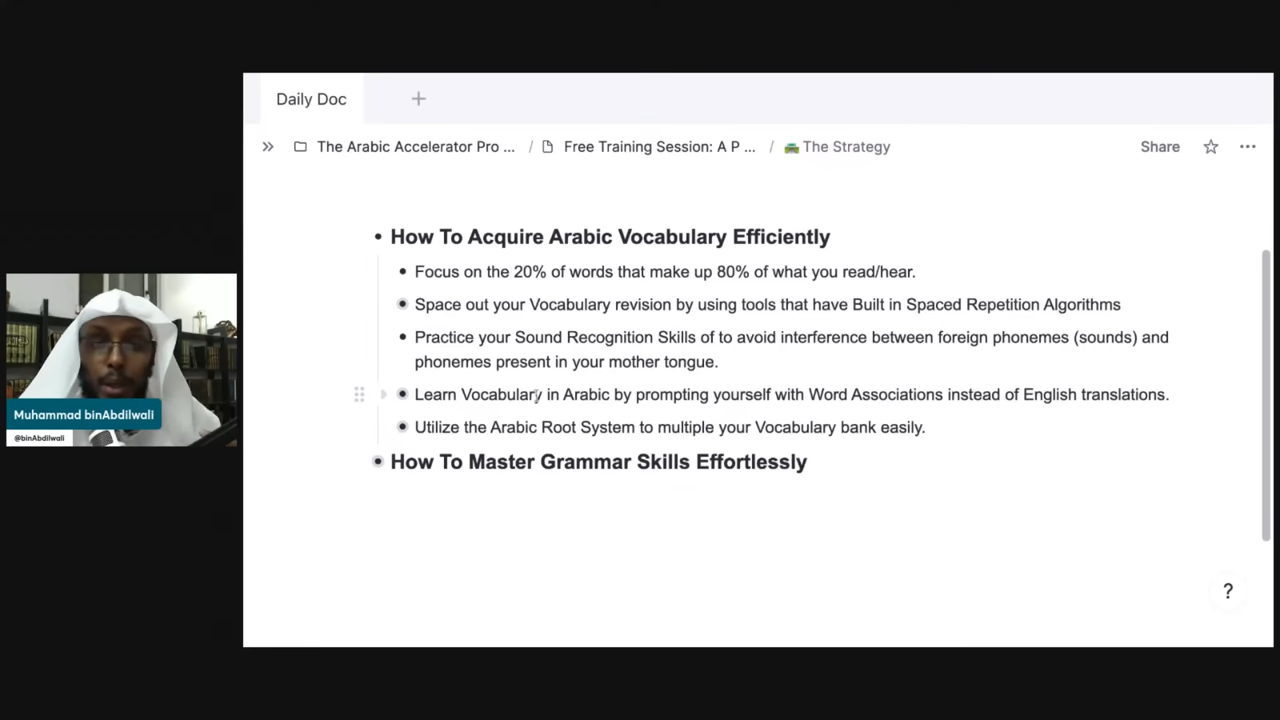 Daily Doc
The Arabic Accelerator Pro ... / Free Training Session: A P ... / The Strategy
Share
• How To Acquire Arabic Vocabulary Efficiently
• Focus on the 20% of words that make up 80% of what you read/hear.
• Space out your Vocabulary revision by using tools that have Built in Spaced Repetition Algorithms
• Practice your Sound Recognition Skills of to avoid interference between foreign phonemes (sounds) and
phonemes present in your mother tongue.
• Learn Vocabulary in Arabic by prompting yourself with Word Associations instead of English translations.
• Utilize the Arabic Root System to multiple your Vocabulary bank easily.
• How To Master Grammar Skills Effortlessly
?
Muhammad binAbdilwali
@binAbdilwali